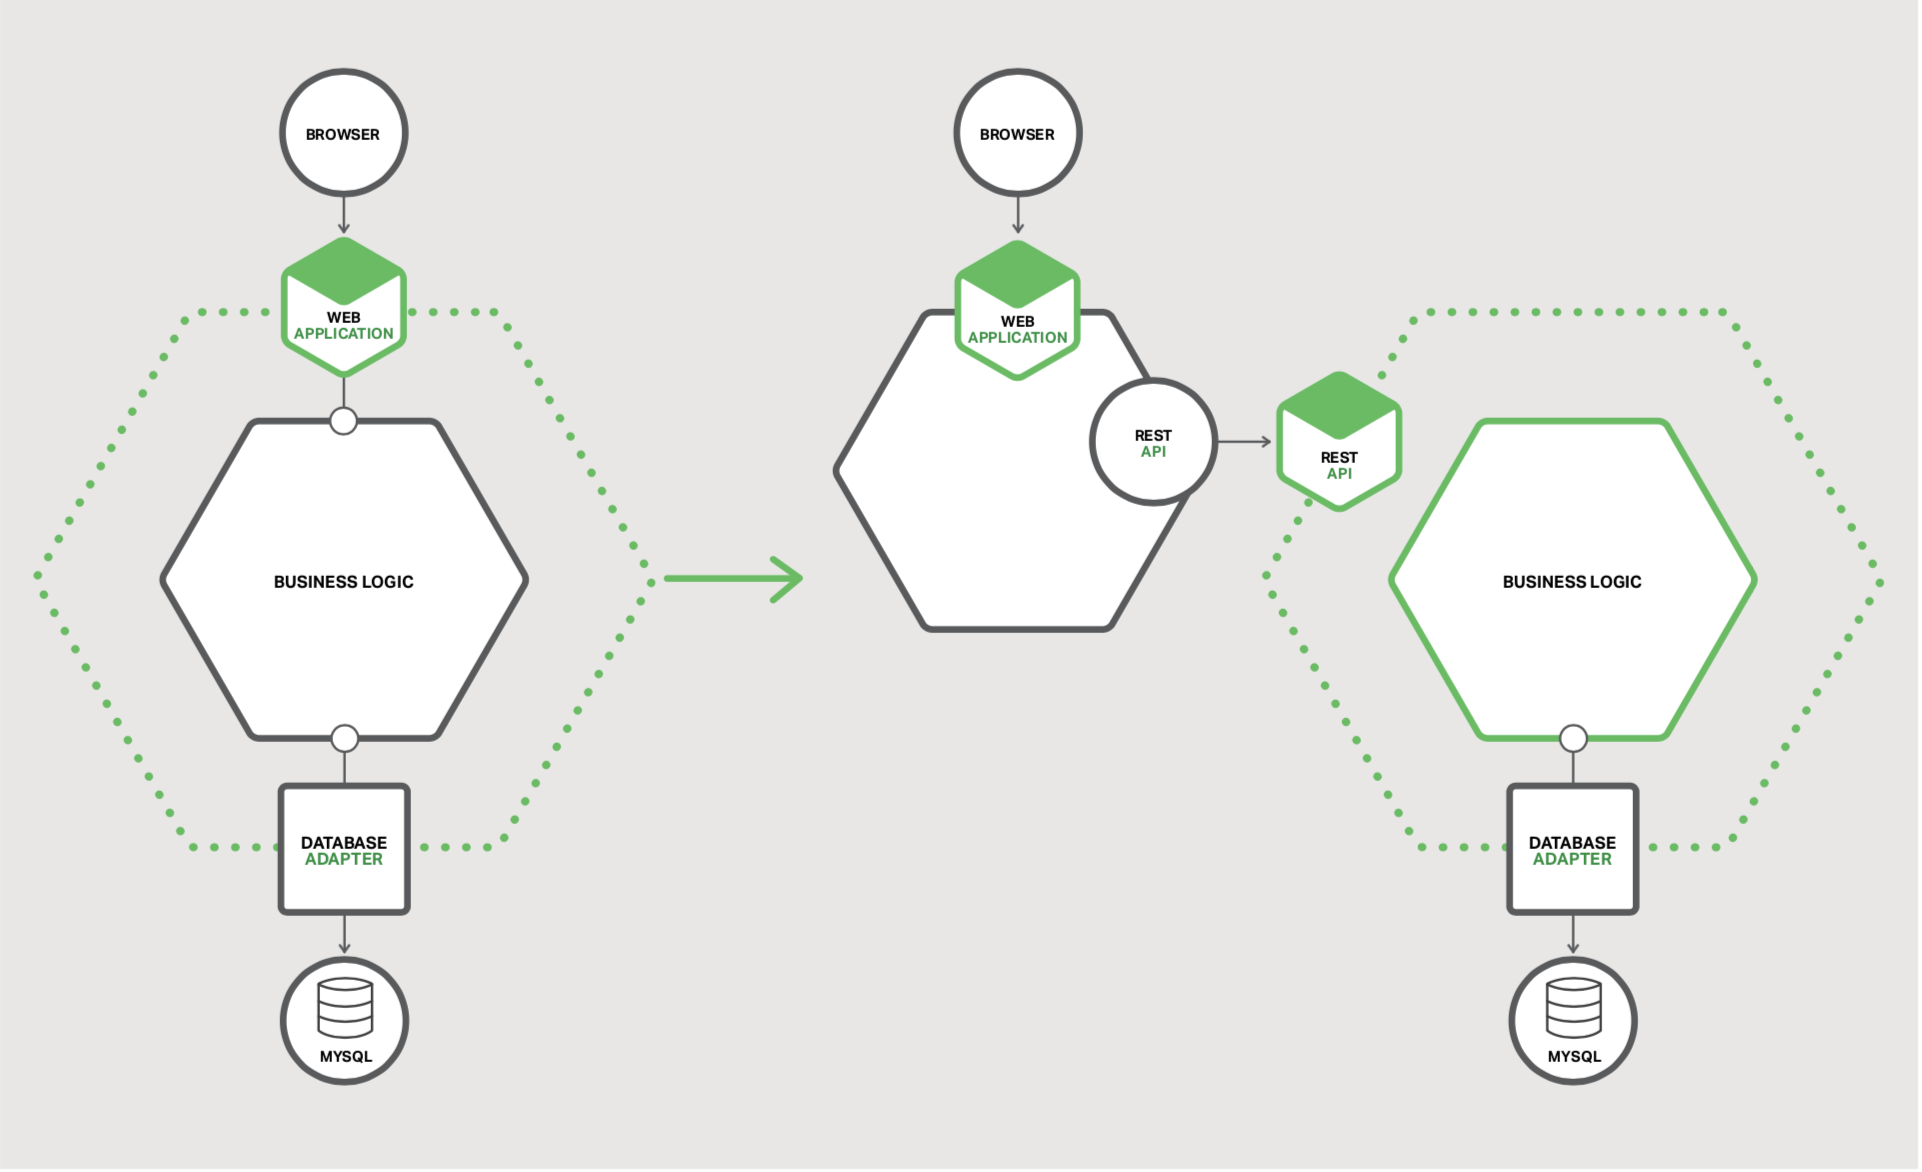 BROWSER
WEB
APPLICATION
BUSINESS LOGIC
DATABASE
ADAPTER
MYSQL
BROWSER
WEB
APPLICATION
REST
API
REST
API
BUSINESS LOGIC
DATABASE
ADAPTER
MYSQL